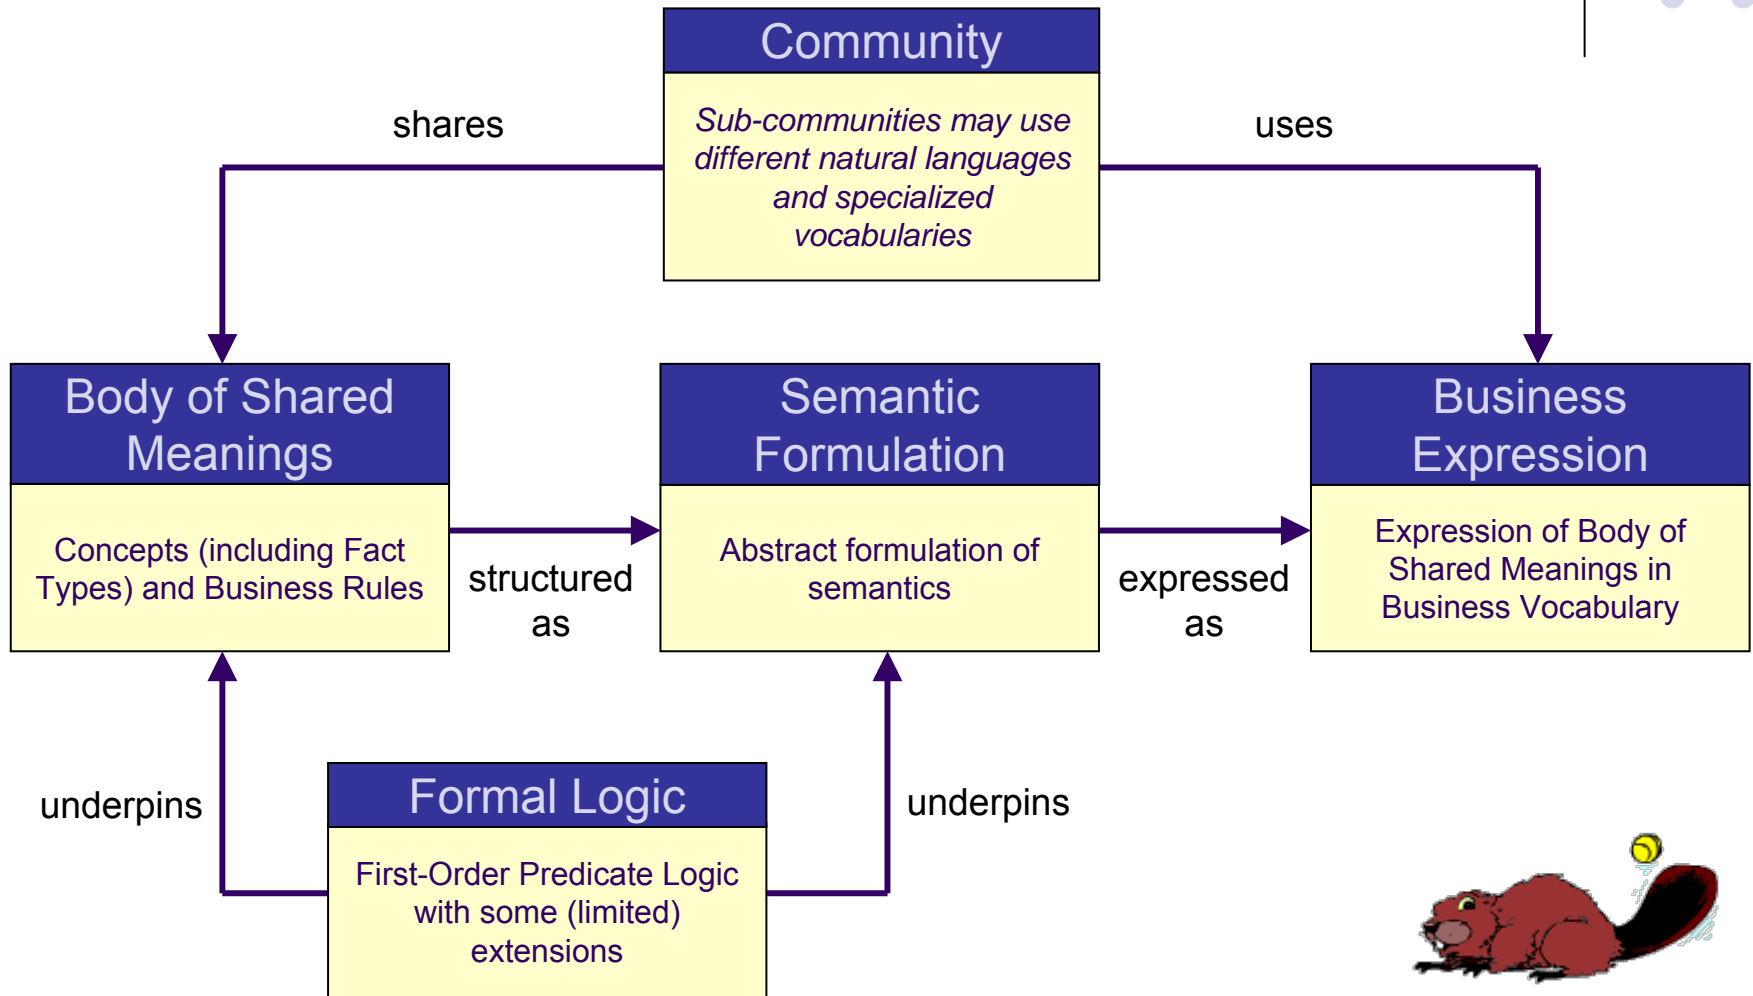 Community
Sub-communities may use
different natural languages
and specialized
vocabularies
shares
uses
Body of Shared
Meanings
Concepts (including Fact
Types) and Business Rules
structured
as
Semantic
Formulation
Abstract formulation of
semantics
expressed
as
Business
Expression
Expression of Body of
Shared Meanings in
Business Vocabulary
underpins
Formal Logic
First-Order Predicate Logic
with some (limited)
extensions
underpins